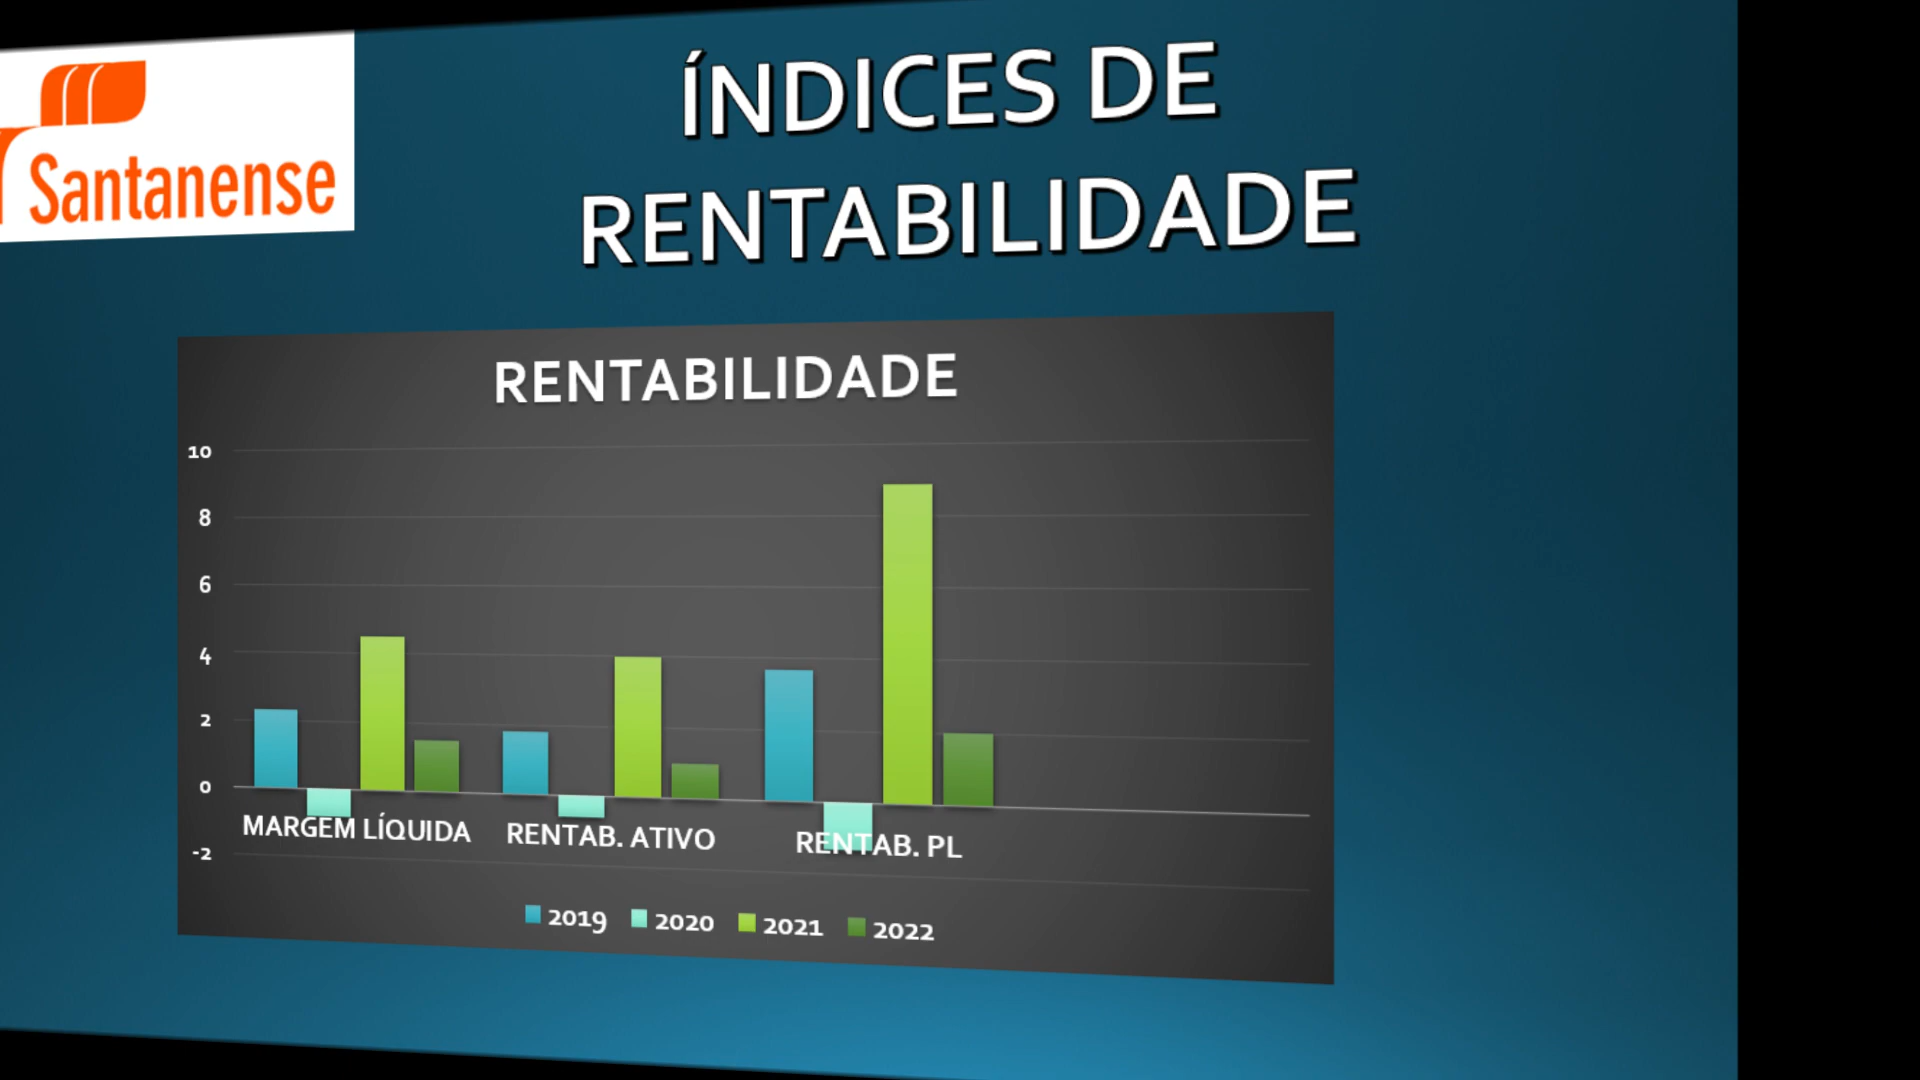 Santanense
ÍNDICES DE
RENTABILIDADE
RENTABILIDADE
10
8
6
4
2
0
-2
MARGEM LÍQUIDA
RENTAB. ATIVO
RENTAB. PL
2019
2020
2021
2022